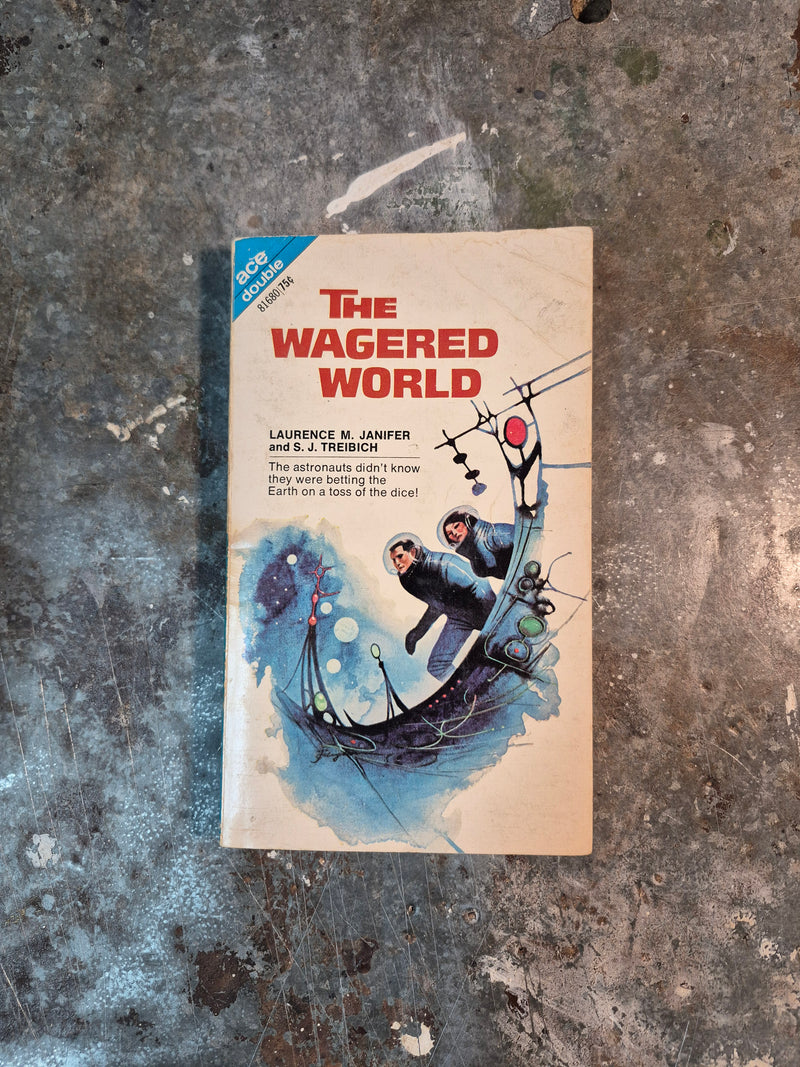 ace
double
81680/75¢
THE
WAGERED
WORLD
LAURENCE M. JANIFER
and S. J. TREIBICH
The astronauts didn't know
they were betting the
Earth on a toss of the dice!